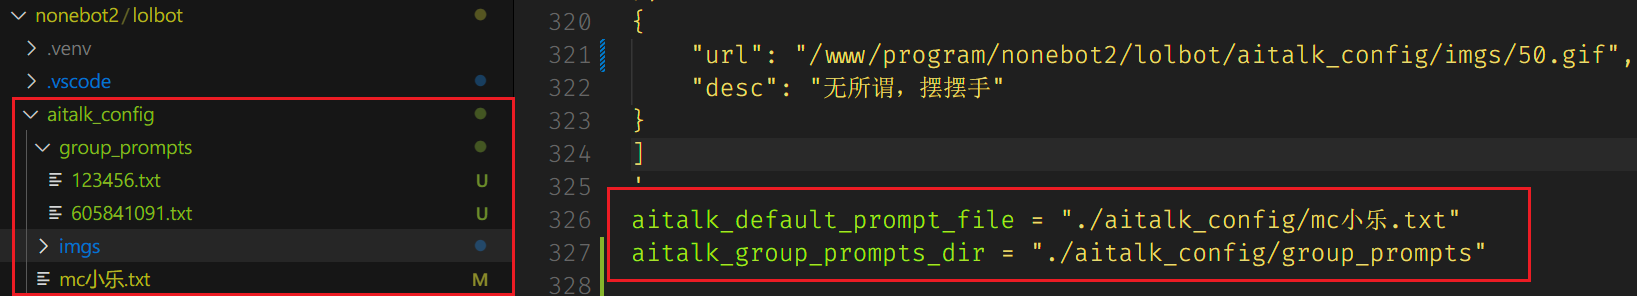 nonebot2/lolbot
.venv
.vscode
aitalk_config
group_prompts
123456.txt U
605841091.txt U
imgs
mc小乐.txt M
320 {
321 "url": "/www/program/nonebot2/lolbot/aitalk_config/imgs/50.gif",
322 "desc": "无所谓，摆摆手"
323 }
324 ]
325 '
326 aitalk_default_prompt_file = "./aitalk_config/mc小乐.txt"
327 aitalk_group_prompts_dir = "./aitalk_config/group_prompts"
328